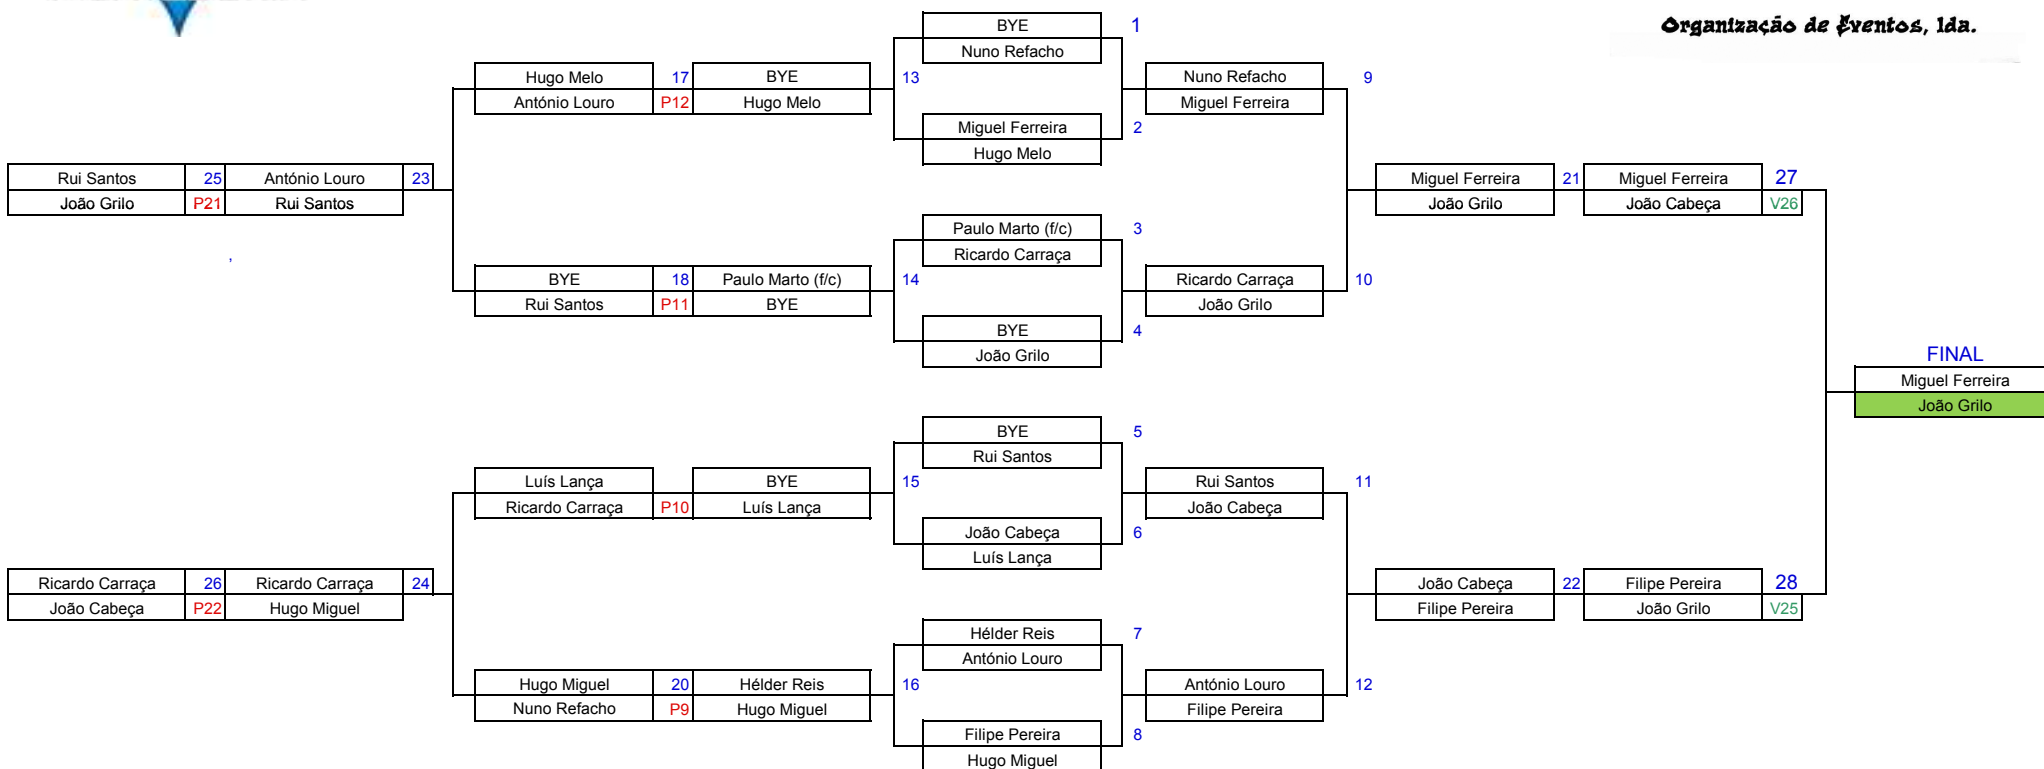 Organização de Eventos, lda.
BYE 1
Nuno Refacho
Hugo Melo 17 BYE 13 Nuno Refacho 9
António Louro P12 Hugo Melo Miguel Ferreira
Miguel Ferreira 2
Hugo Melo
Rui Santos 25 António Louro 23 Miguel Ferreira 21 Miguel Ferreira 27
João Grilo P21 Rui Santos João Grilo João Cabeça V26
Paulo Marto (f/c) 3
Ricardo Carraça
,
BYE 18 Paulo Marto (f/c) 14 Ricardo Carraça 10
Rui Santos P11 BYE João Grilo
BYE 4
João Grilo
FINAL
Miguel Ferreira
João Grilo
BYE 5
Rui Santos
Luís Lança BYE 15 Rui Santos 11
Ricardo Carraça P10 Luís Lança João Cabeça
João Cabeça 6
Luís Lança
Ricardo Carraça 26 Ricardo Carraça 24 João Cabeça 22 Filipe Pereira 28
João Cabeça P22 Hugo Miguel Filipe Pereira João Grilo V25
Hélder Reis 7
António Louro
Hugo Miguel 20 Hélder Reis 16 António Louro 12
Nuno Refacho P9 Hugo Miguel Filipe Pereira
Filipe Pereira 8
Hugo Miguel